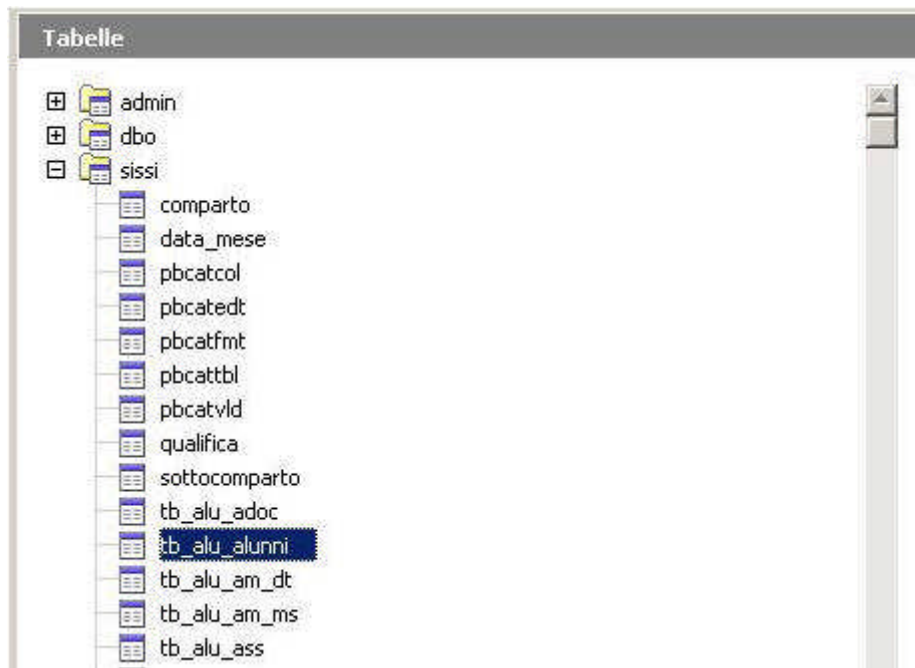 Tabelle
admin
dbo
sissi
comparto
data_mese
pbcatcol
pbcatedt
pbcatfmt
pbcattbl
pbcatvld
qualifica
sottocomparto
tb_alu_adoc
tb_alu_alunni
tb_alu_am_dt
tb_alu_am_ms
tb_alu_ass